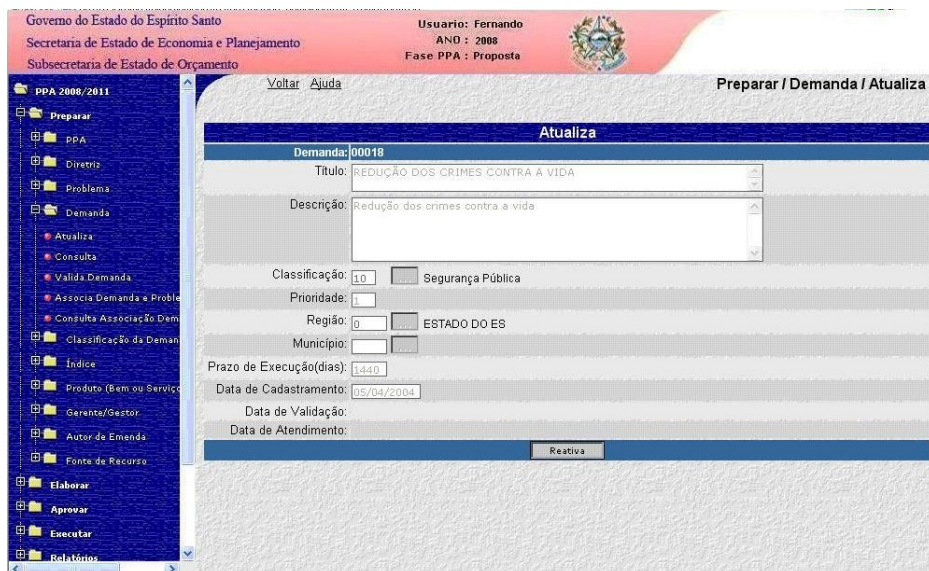 Governo do Estado do Espírito Santo
Secretaria de Estado de Economia e Planejamento
Subsecretaria de Estado de Orçamento
Usuario: Fernando
ANO : 2008
Fase PPA : Proposta
PPA 2008/2011
Preparar
PPA
Diretriz
Problema
Demanda
Atualiza
Consulta
Valida Demanda
Associa Demanda e Proble
Consulta Associação Dem
Classificação da Deman
Índice
Produto (Bem ou Serviço
Gerente/Gestor
Autor de Emenda
Fonte de Recurso
Elaborar
Aprovar
Executar
Relatórios
Voltar Ajuda
Preparar / Demanda / Atualiza
Atualiza
Demanda: 00018
Título: REDUÇÃO DOS CRIMES CONTRA A VIDA
Descrição: Redução dos crimes contra a vida
Classificação: 10 ... Segurança Pública
Prioridade: 1
Região: 0 ... ESTADO DO ES
Município: ...
Prazo de Execução(dias): 1440
Data de Cadastramento: 05/04/2004
Data de Validação:
Data de Atendimento:
Reativa